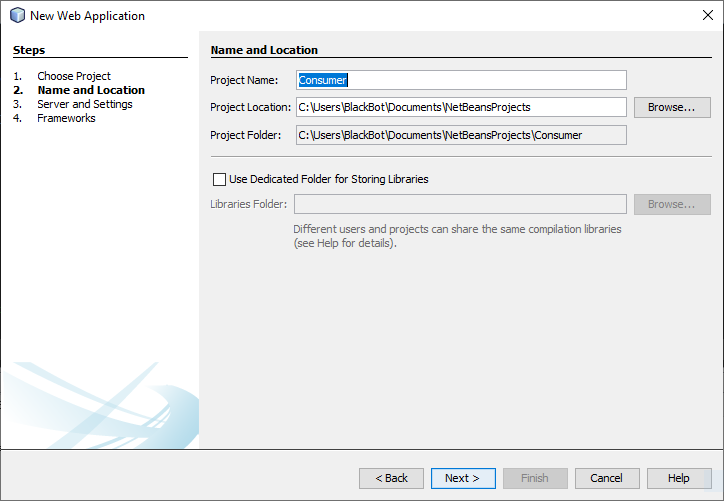 New Web Application
Steps
1. Choose Project
2. Name and Location
3. Server and Settings
4. Frameworks
Name and Location
Project Name: Consumer
Project Location: C:\Users\BlackBot\Documents\NetBeansProjects Browse...
Project Folder: C:\Users\BlackBot\Documents\NetBeansProjects\Consumer
Use Dedicated Folder for Storing Libraries
Libraries Folder: Browse...
Different users and projects can share the same compilation libraries
(see Help for details).
< Back Next > Finish Cancel Help